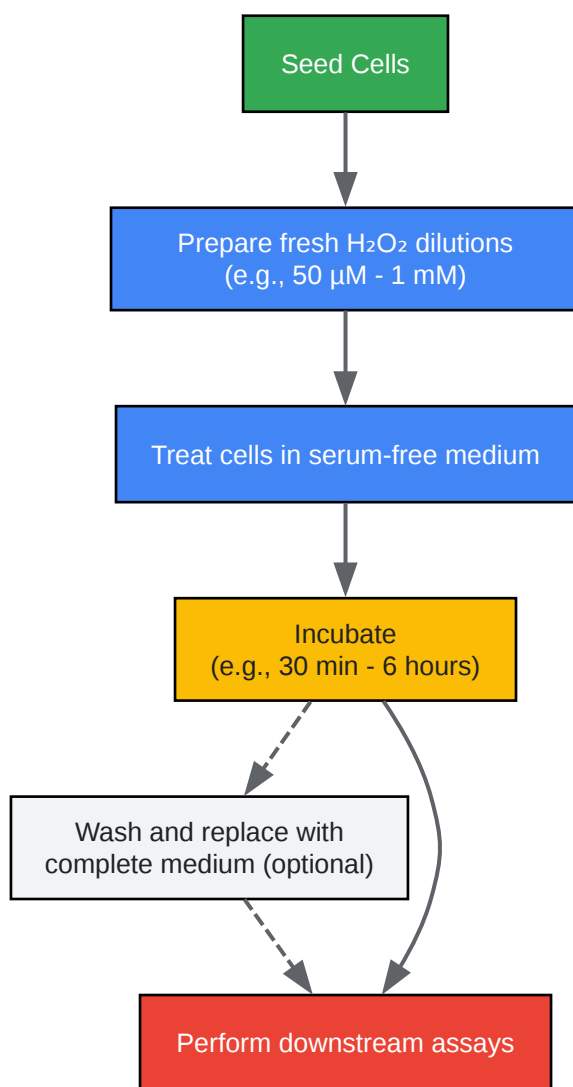 Seed Cells
Prepare fresh H₂O₂ dilutions
(e.g., 50 µM - 1 mM)
Treat cells in serum-free medium
Incubate
(e.g., 30 min - 6 hours)
Wash and replace with
complete medium (optional)
Perform downstream assays